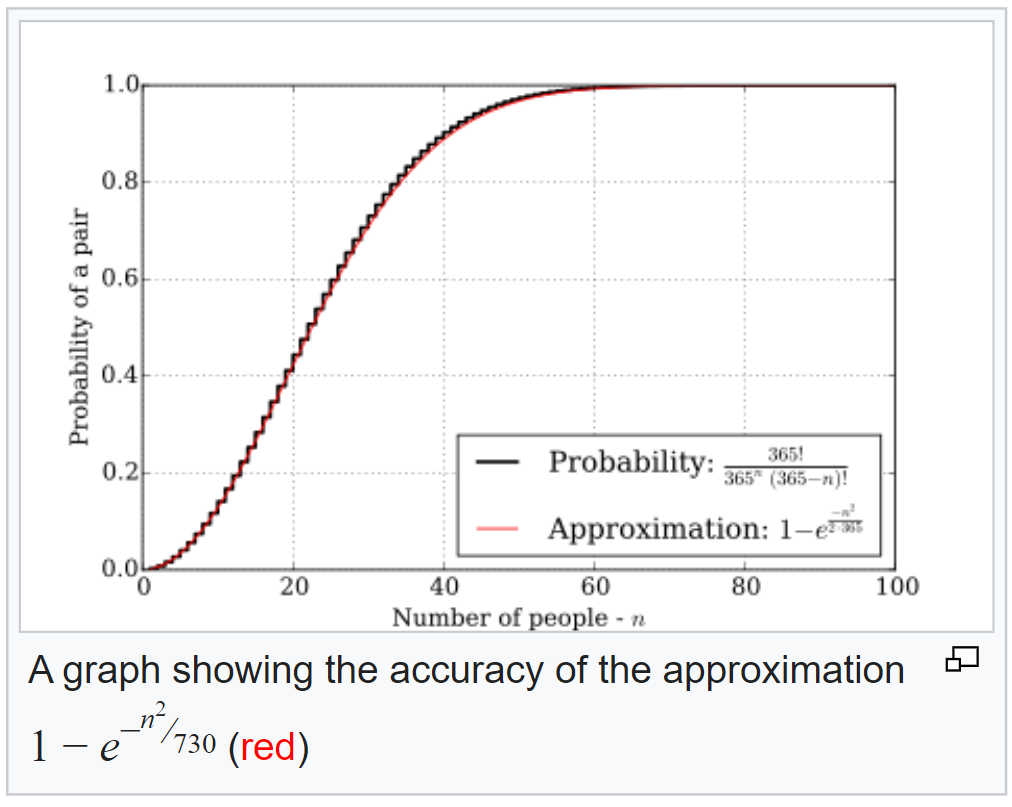 1.0
0.8
0.6
0.4
0.2
0.0
0 20 40 60 80 100
Probability of a pair
Number of people - n
Probability: 365! / 365ⁿ (365−n)!
Approximation: 1−e^(−n²/2·365)
A graph showing the accuracy of the approximation
1 − e^(−n²⁄730) (red)